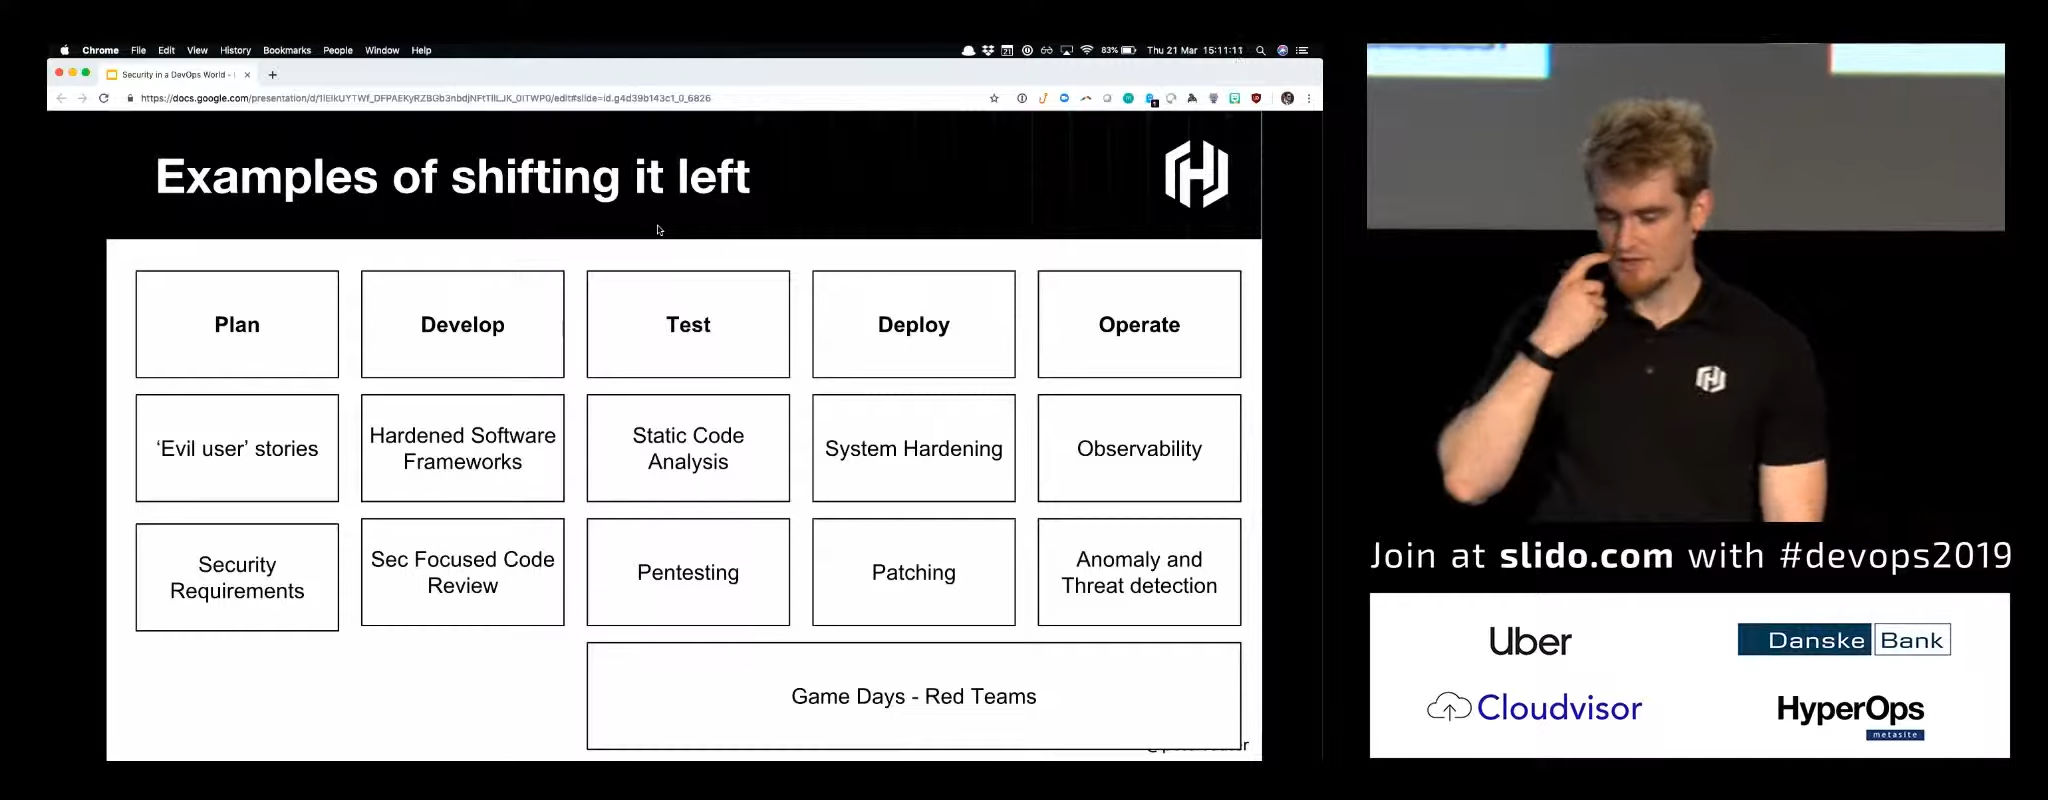 Chrome File Edit View History Bookmarks People Window Help
83% Thu 21 Mar 15:11:11
Security in a DevOps World -
Examples of shifting it left
Plan
Develop
Test
Deploy
Operate
‘Evil user’ stories
Hardened Software
Frameworks
Static Code
Analysis
System Hardening
Observability
Security
Requirements
Sec Focused Code
Review
Pentesting
Patching
Anomaly and
Threat detection
Game Days - Red Teams
Join at slido.com with #devops2019
Uber
Danske Bank
Cloudvisor
HyperOps
metasite